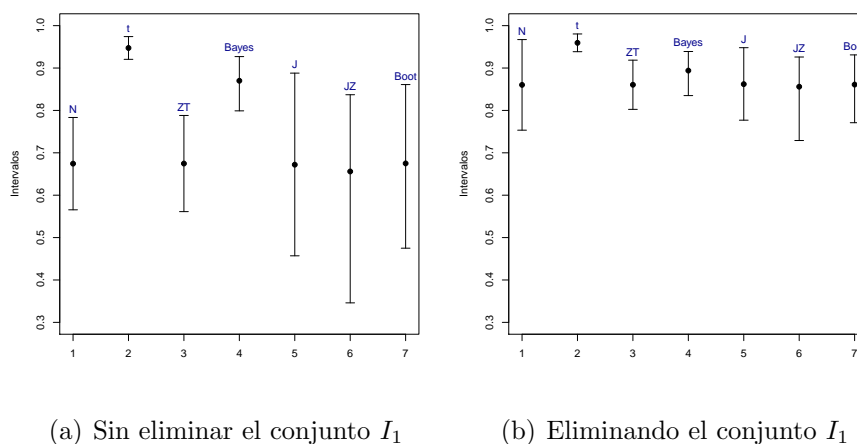 1.0
0.9
0.8
0.7
0.6
0.5
0.4
0.3
Intervalos
N
t
ZT
Bayes
J
JZ
Boot
1 2 3 4 5 6 7
(a) Sin eliminar el conjunto I₁
1.0
0.9
0.8
0.7
0.6
0.5
0.4
0.3
Intervalos
N
t
ZT
Bayes
J
JZ
Boo
1 2 3 4 5 6 7
(b) Eliminando el conjunto I₁